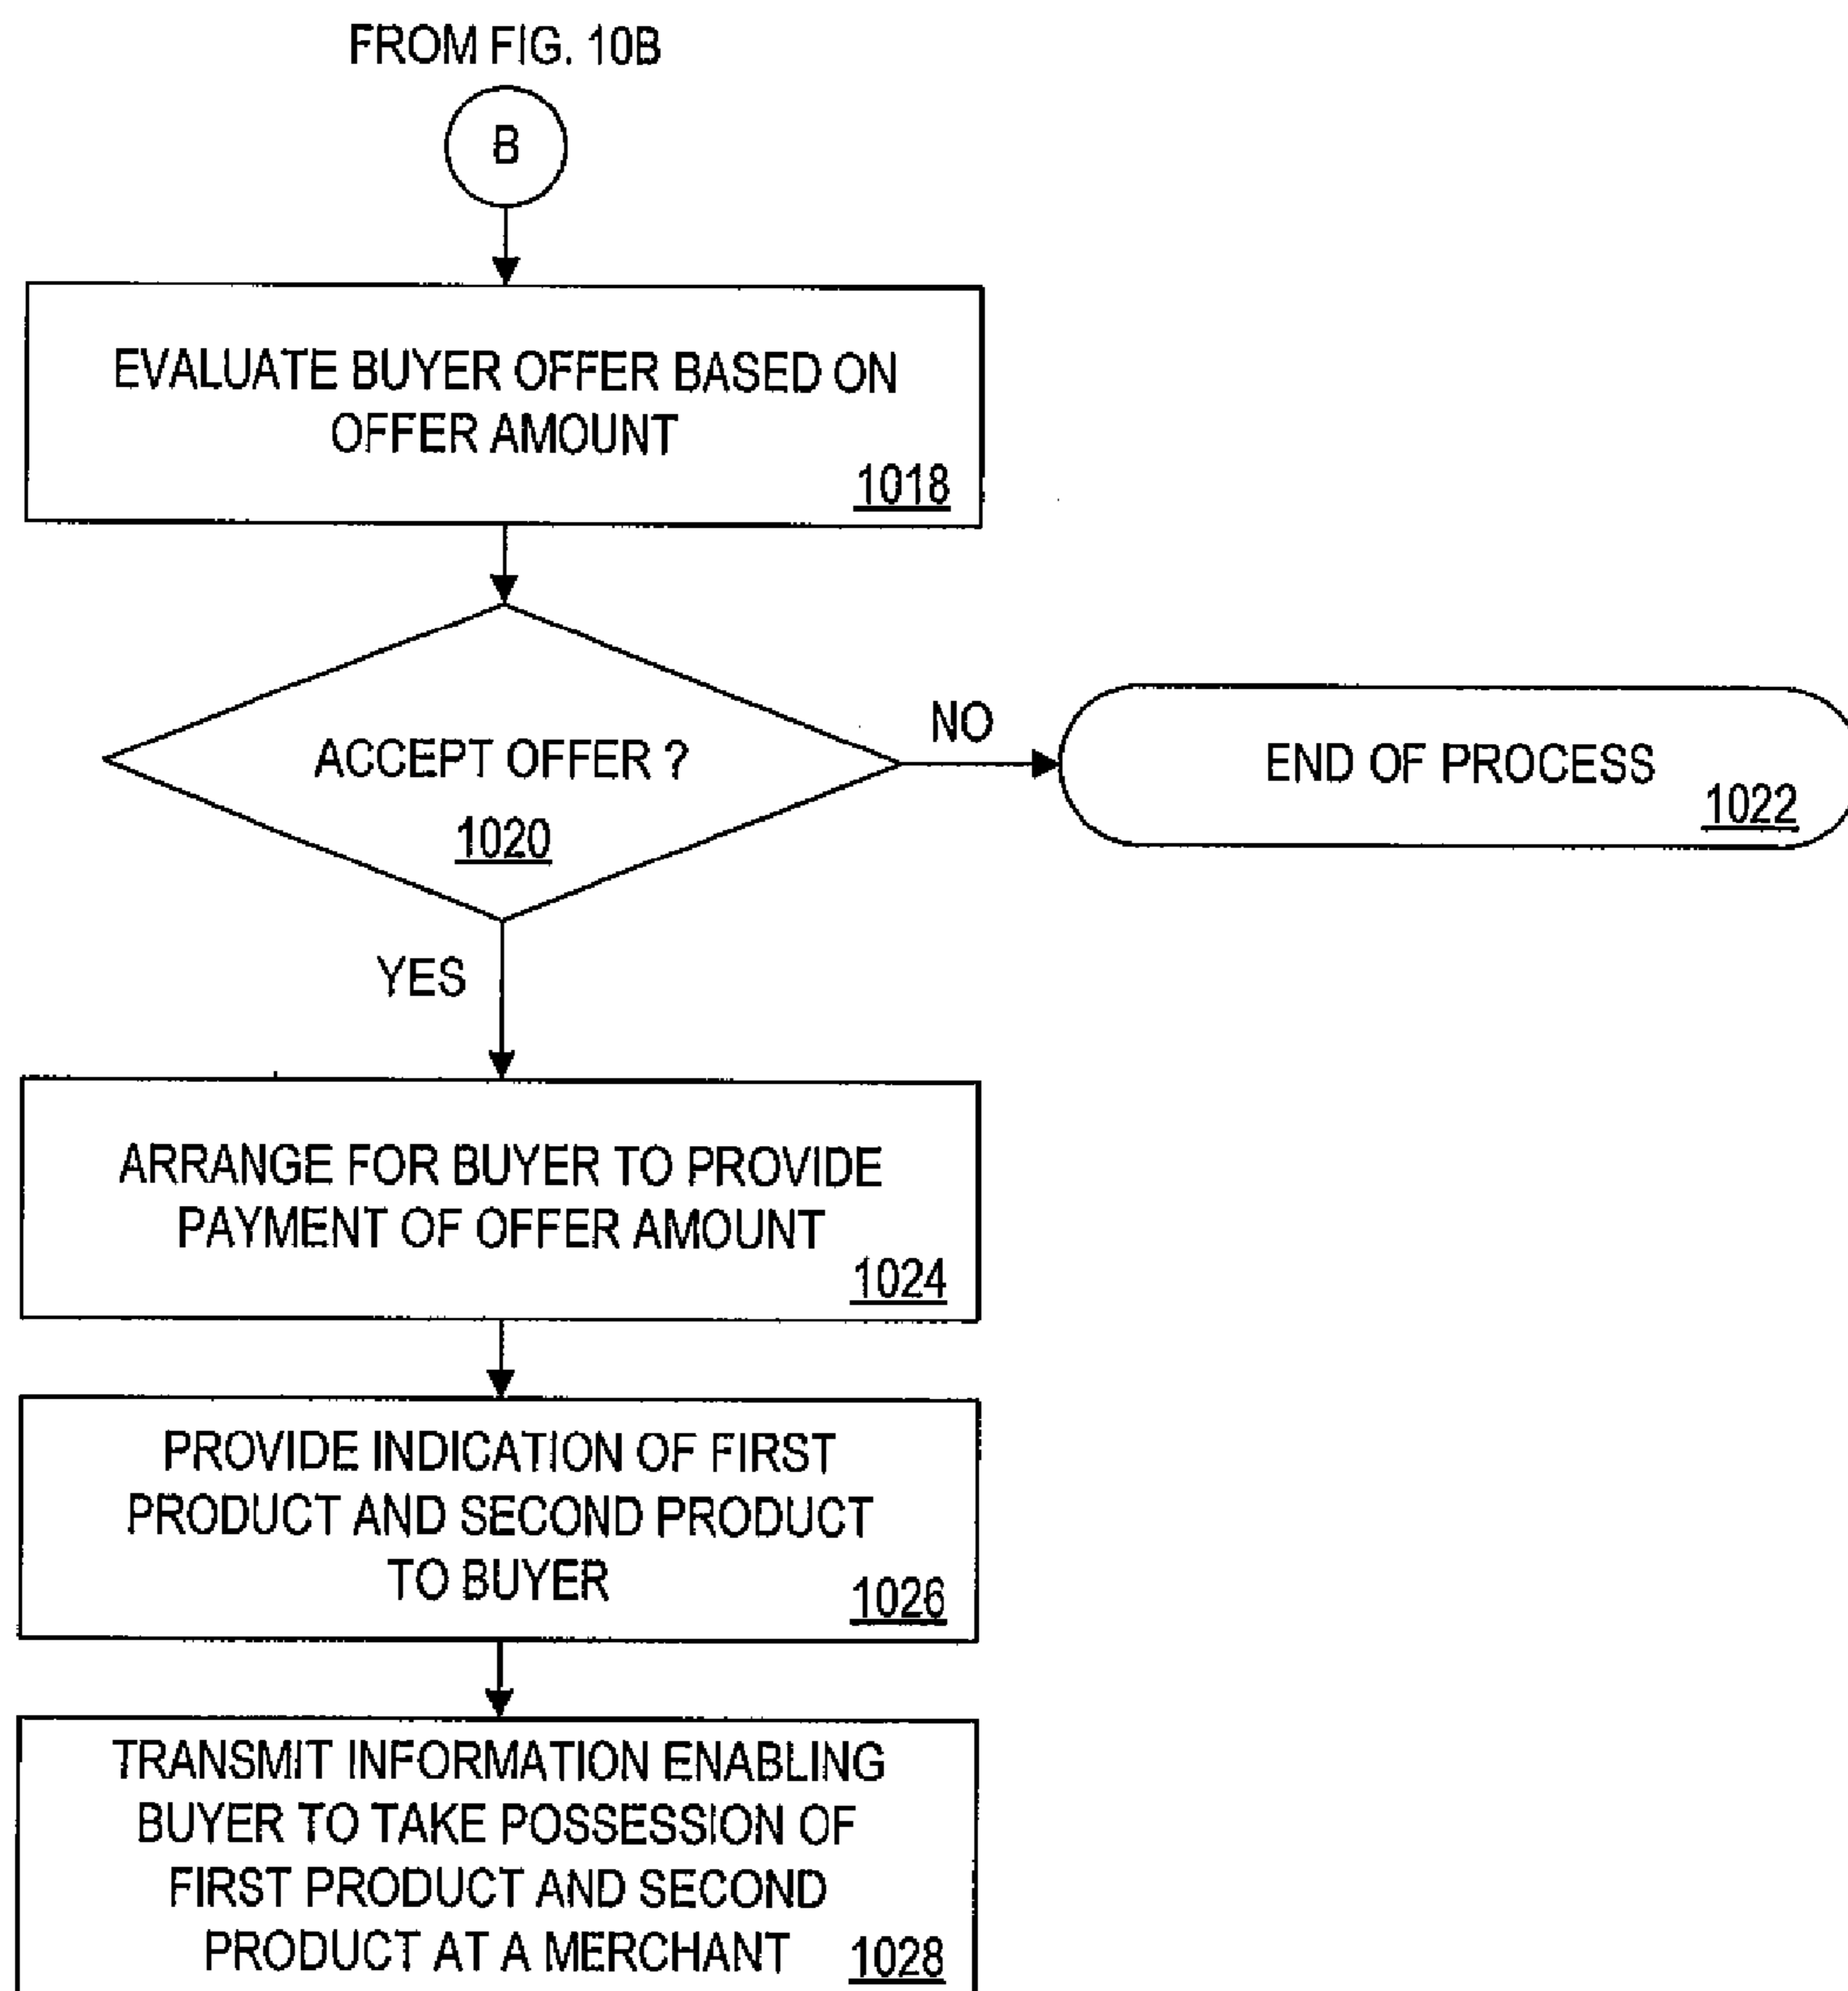 FROM FIG. 10B
B
EVALUATE BUYER OFFER BASED ON
OFFER AMOUNT
1018
ACCEPT OFFER ?
1020
NO
END OF PROCESS
1022
YES
ARRANGE FOR BUYER TO PROVIDE
PAYMENT OF OFFER AMOUNT
1024
PROVIDE INDICATION OF FIRST
PRODUCT AND SECOND PRODUCT
TO BUYER
1026
TRANSMIT INFORMATION ENABLING
BUYER TO TAKE POSSESSION OF
FIRST PRODUCT AND SECOND
PRODUCT AT A MERCHANT
1028